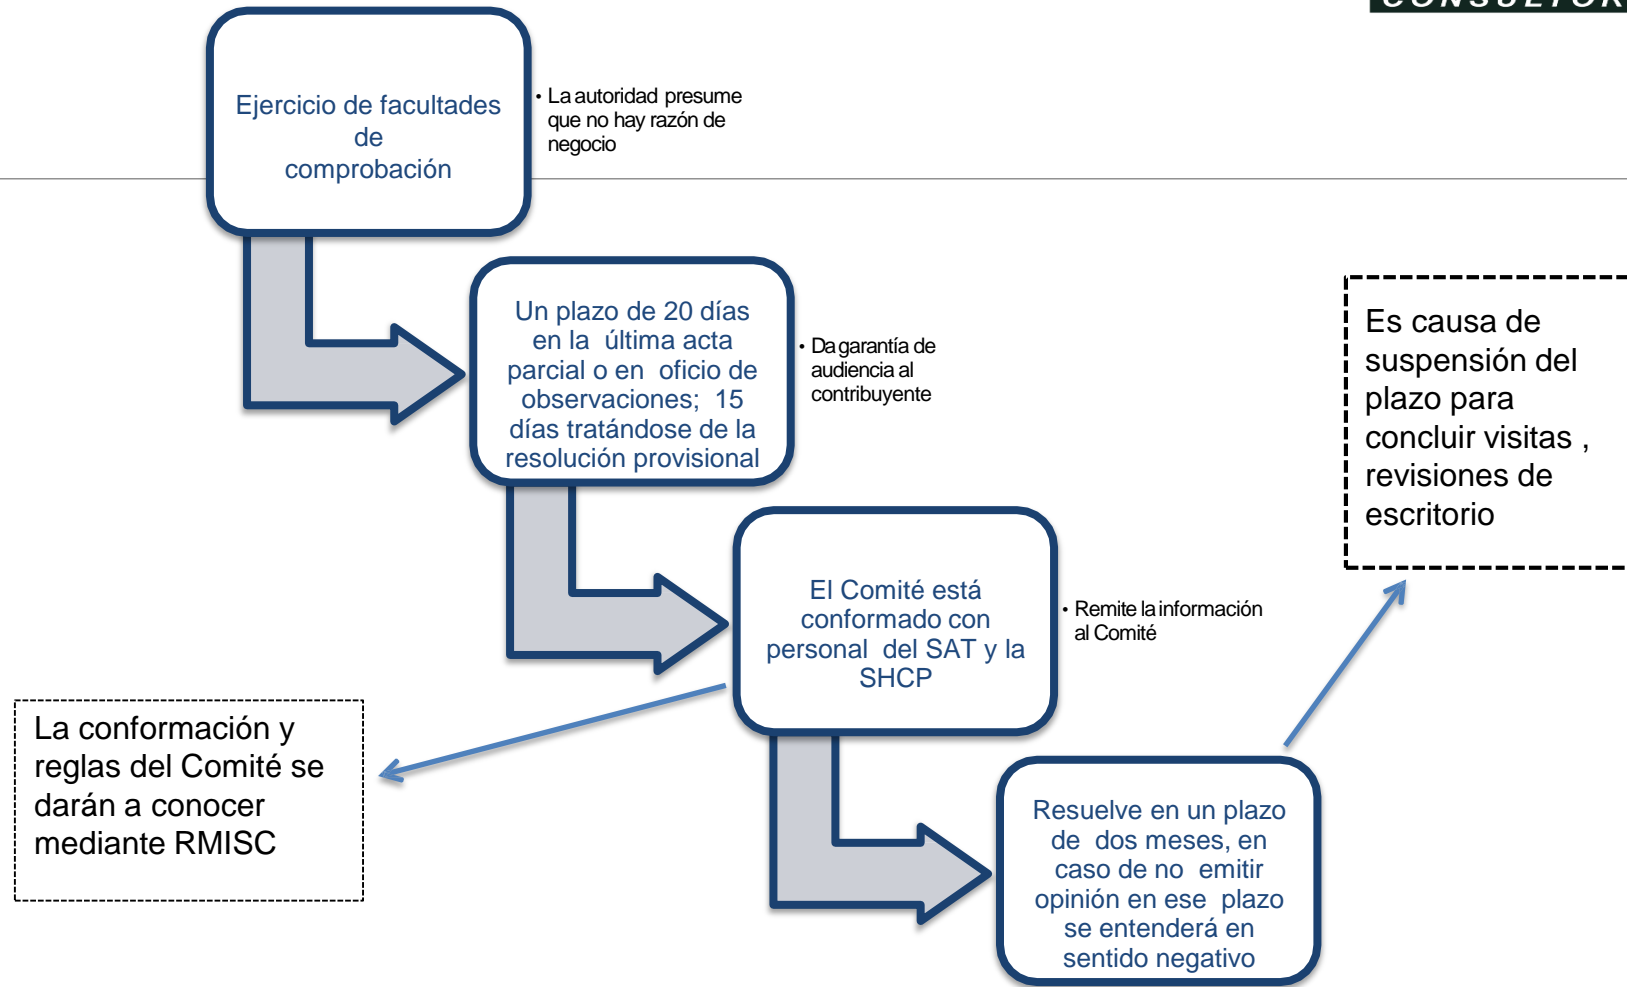 Ejercicio de facultades
de
comprobación
• La autoridad presume
que no hay razón de
negocio
Un plazo de 20 días
en la última acta
parcial o en oficio de
observaciones; 15
días tratándose de la
resolución provisional
• Da garantía de
audiencia al
contribuyente
Es causa de
suspensión del
plazo para
concluir visitas ,
revisiones de
escritorio
El Comité está
conformado con
personal del SAT y la
SHCP
• Remite la información
al Comité
La conformación y
reglas del Comité se
darán a conocer
mediante RMISC
Resuelve en un plazo
de dos meses, en
caso de no emitir
opinión en ese plazo
se entenderá en
sentido negativo